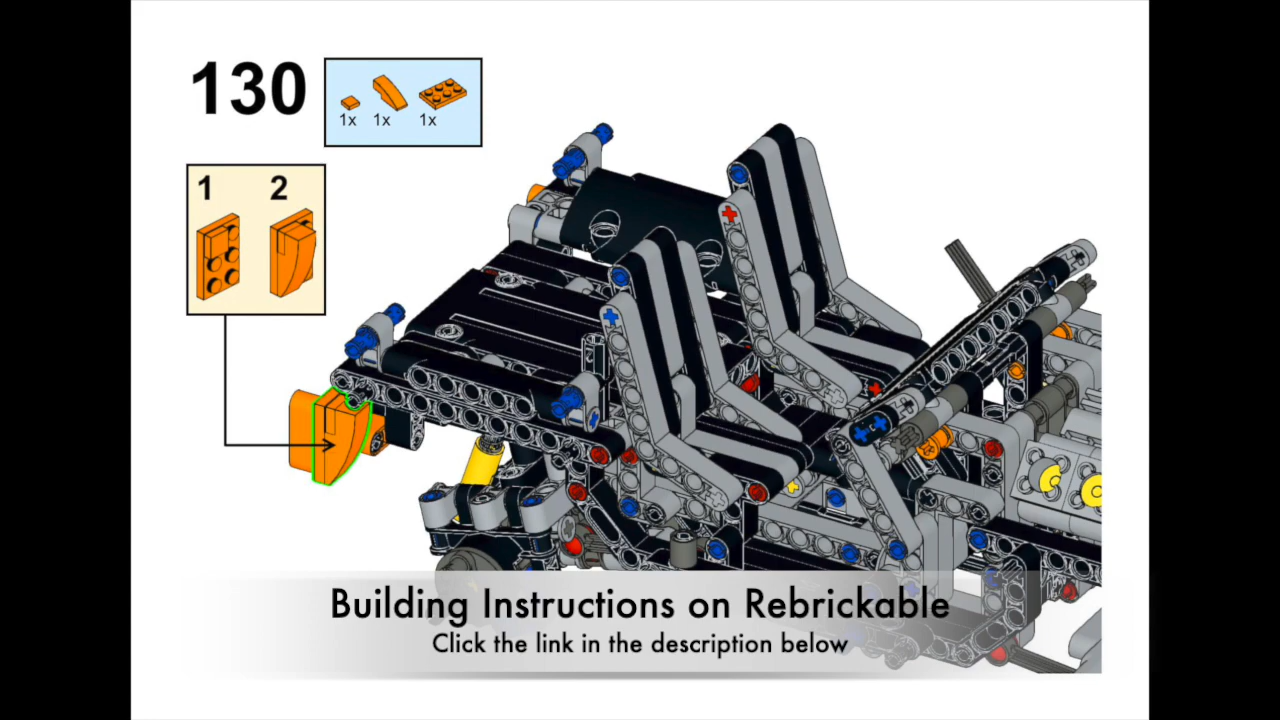 130
1x 1x 1x
1 2
Building Instructions on Rebrickable
Click the link in the description below